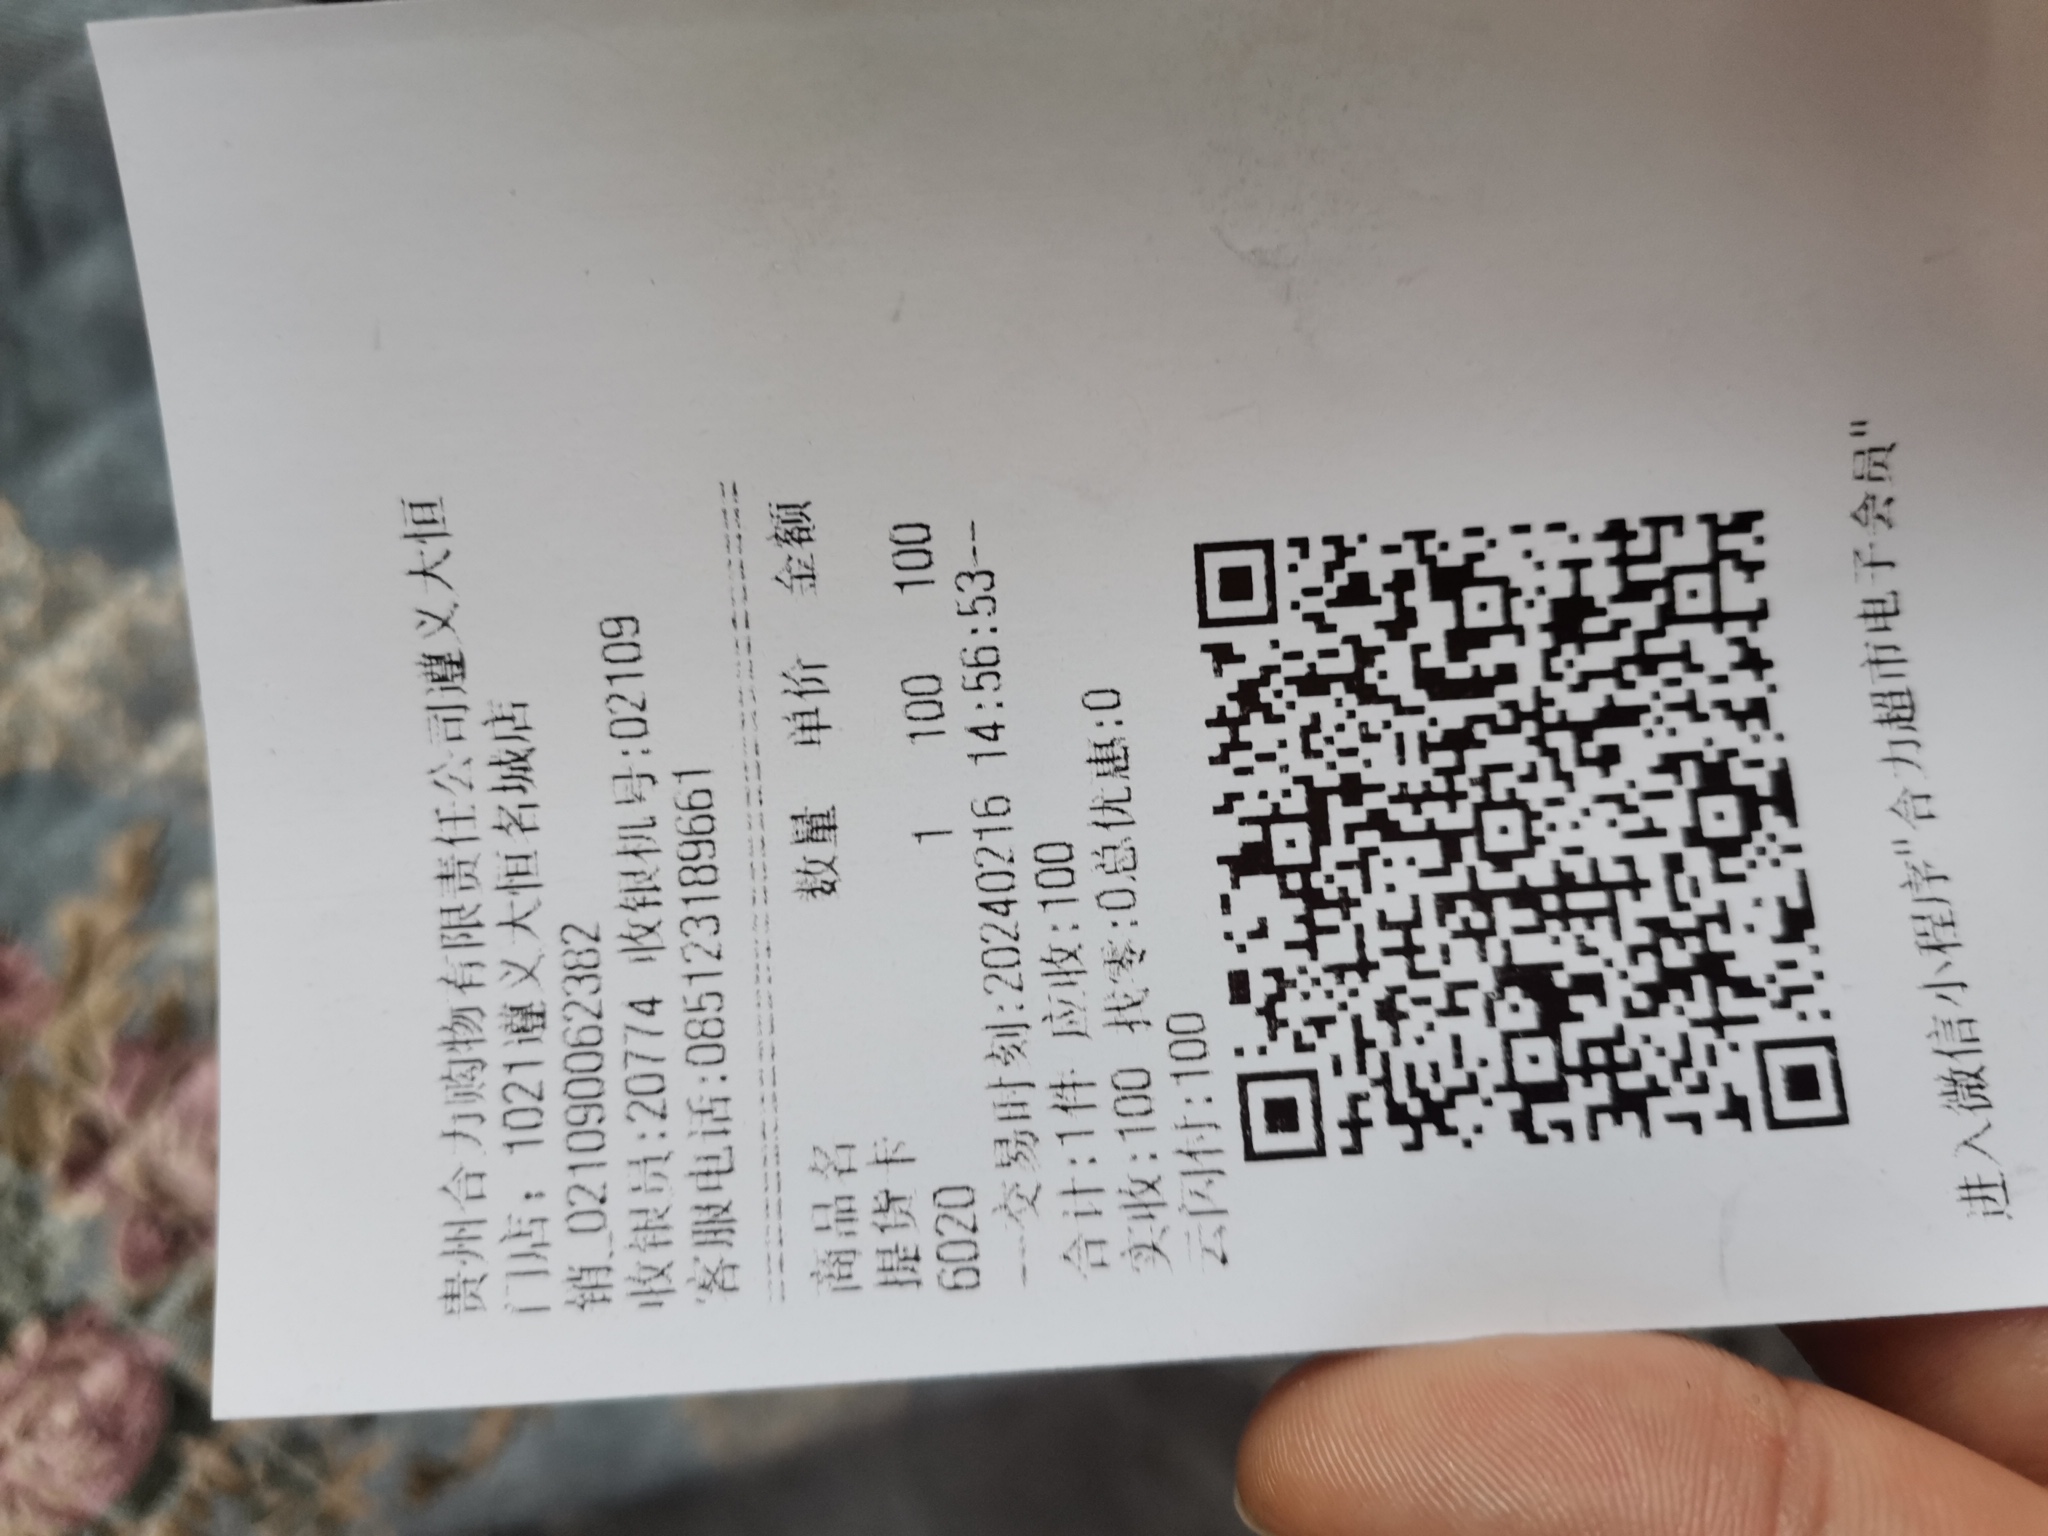 贵州合力购物有限责任公司遵义大恒
门店：1021遵义大恒名城店
销_021090062382
收银员:20774 收银机号:02109
客服电话:085123189661
商品名 数量 单价 金额
提货卡
6020 1 100 100
---交易时刻:20240216 14:56:53--
合计:1件 应收:100
实收:100 找零:0总优惠:0
云闪付:100
进入微信小程序"合力超市电子会员"